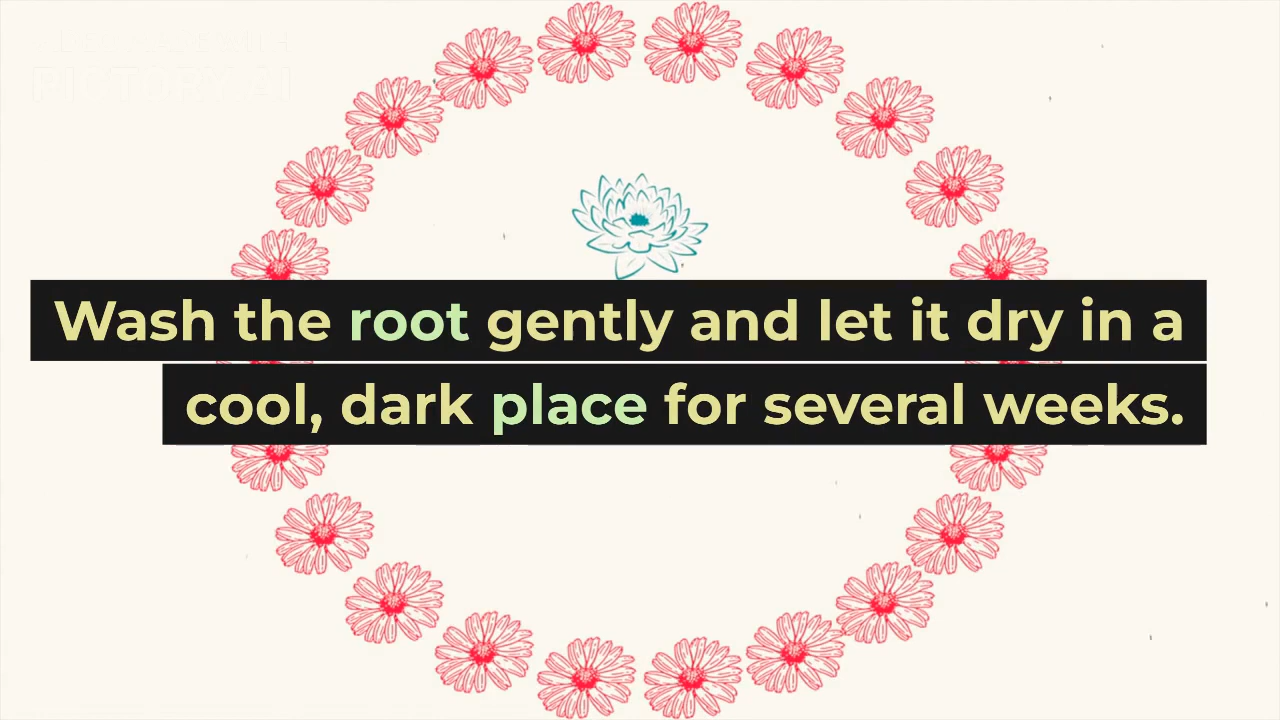 Wash the root gently and let it dry in a
cool, dark place for several weeks.